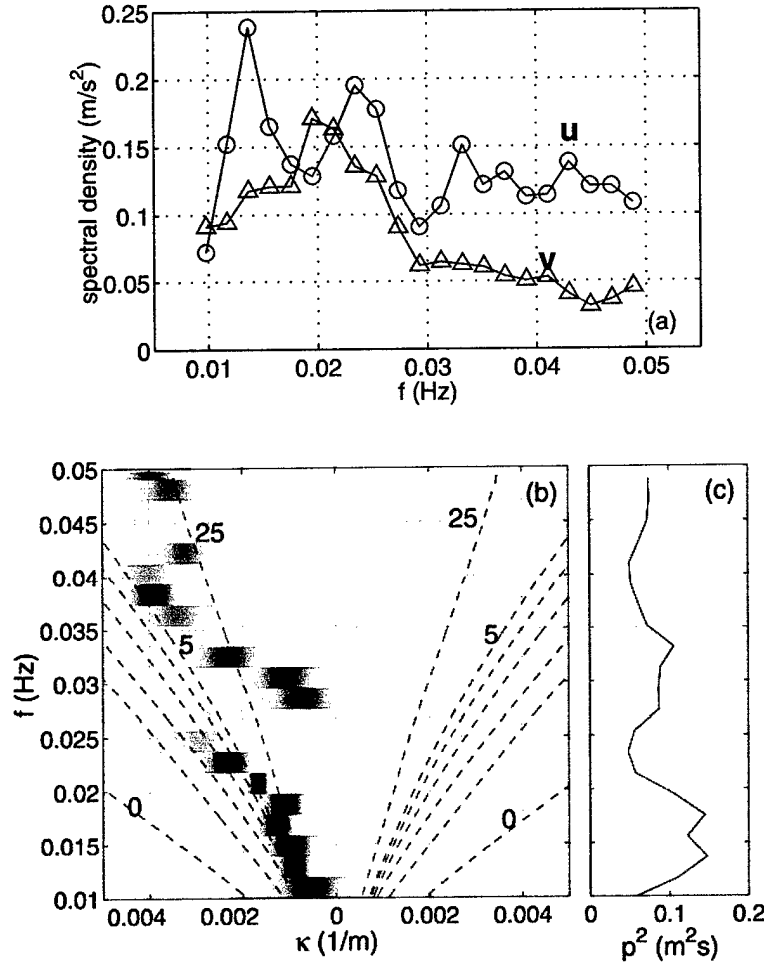 0.25
0.2
0.15
0.1
0.05
0
spectral density (m/s²)
u
v
(a)
0.01 0.02 0.03 0.04 0.05
f (Hz)
0.05
0.045
0.04
0.035
0.03
0.025
0.02
0.015
0.01
f (Hz)
25
5
0
25
5
0
(b)
(c)
0.004 0.002 0 0.002 0.004
κ (1/m)
0 0.1 0.2
p² (m²s)